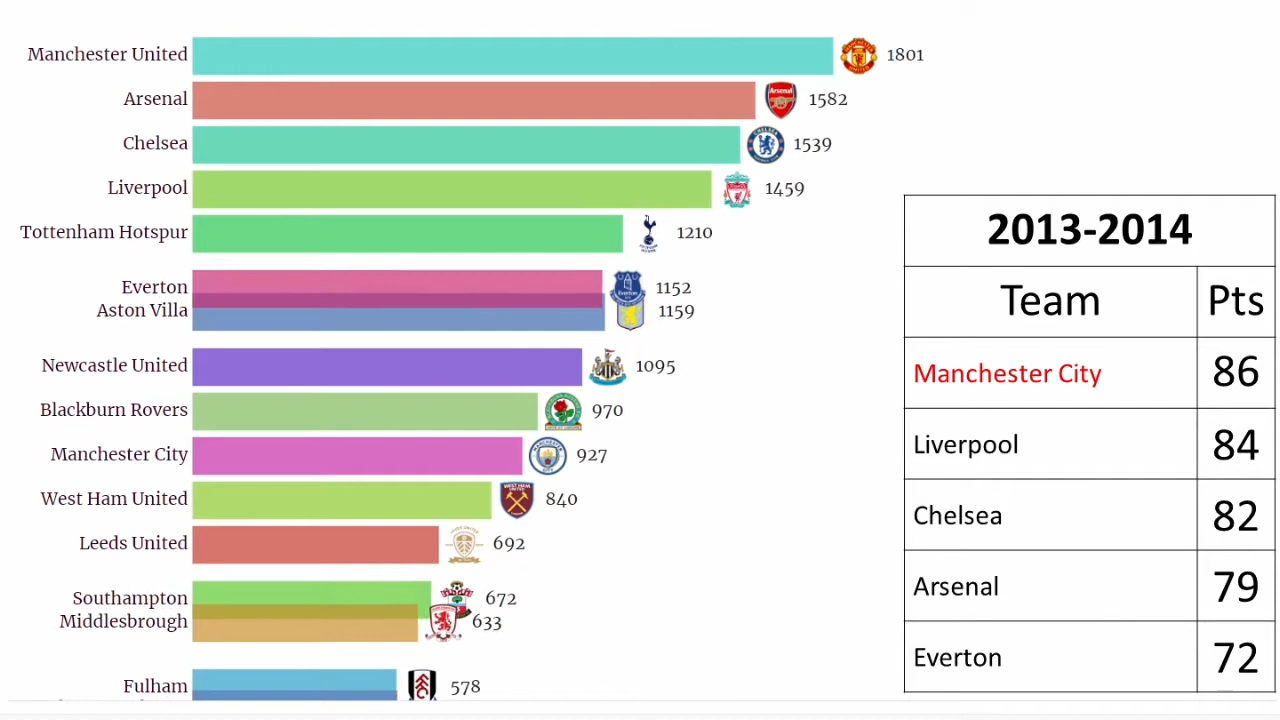 Manchester United 1801
Arsenal Arsenal 1582
Chelsea 1539
Liverpool 1459
Tottenham Hotspur 1210
Everton Everton 1152
Aston Villa 1159
Newcastle United 1095
Blackburn Rovers 970
Manchester City 927
West Ham United 840
Leeds United 692
Southampton 672
Middlesbrough 633
Fulham 578
2013-2014
Team Pts
Manchester City 86
Liverpool 84
Chelsea 82
Arsenal 79
Everton 72